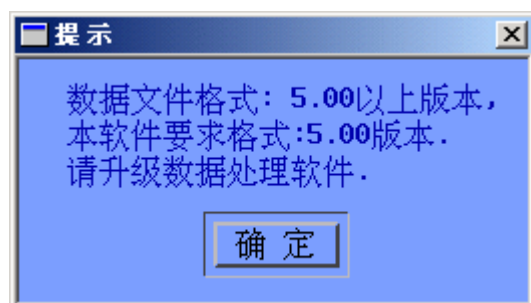 提示
数据文件格式: 5.00以上版本,
本软件要求格式:5.00版本.
请升级数据处理软件.
确 定